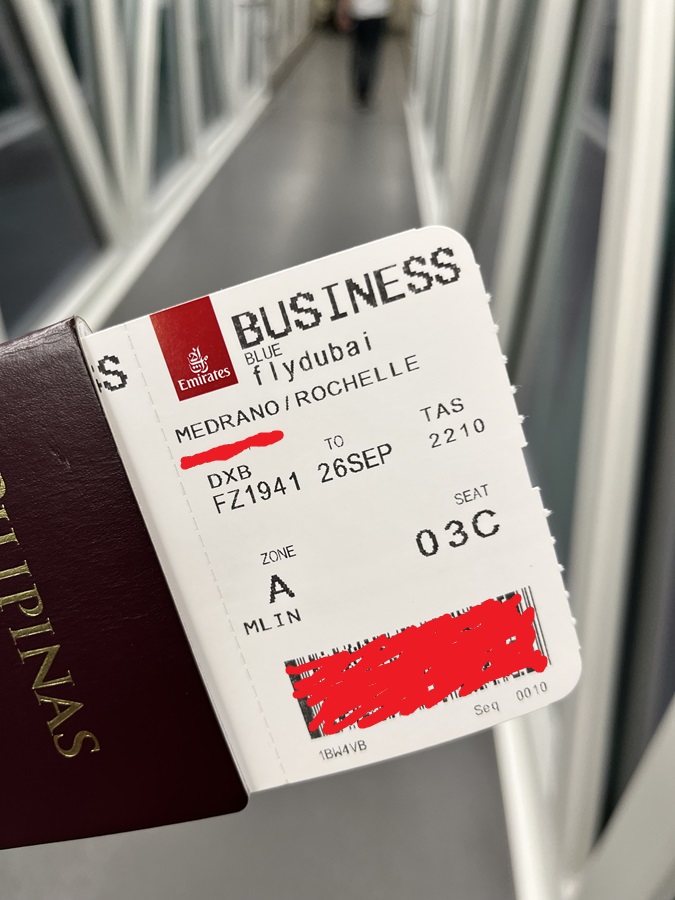 BUSINESS
BLUE
flydubai
Emirates
S
MEDRANO/ROCHELLE
DXB TO TAS
FZ1941 26SEP 2210
SEAT
03C
ZONE
A
MLIN
Seq 0010
1BW4VB
PILIPINAS